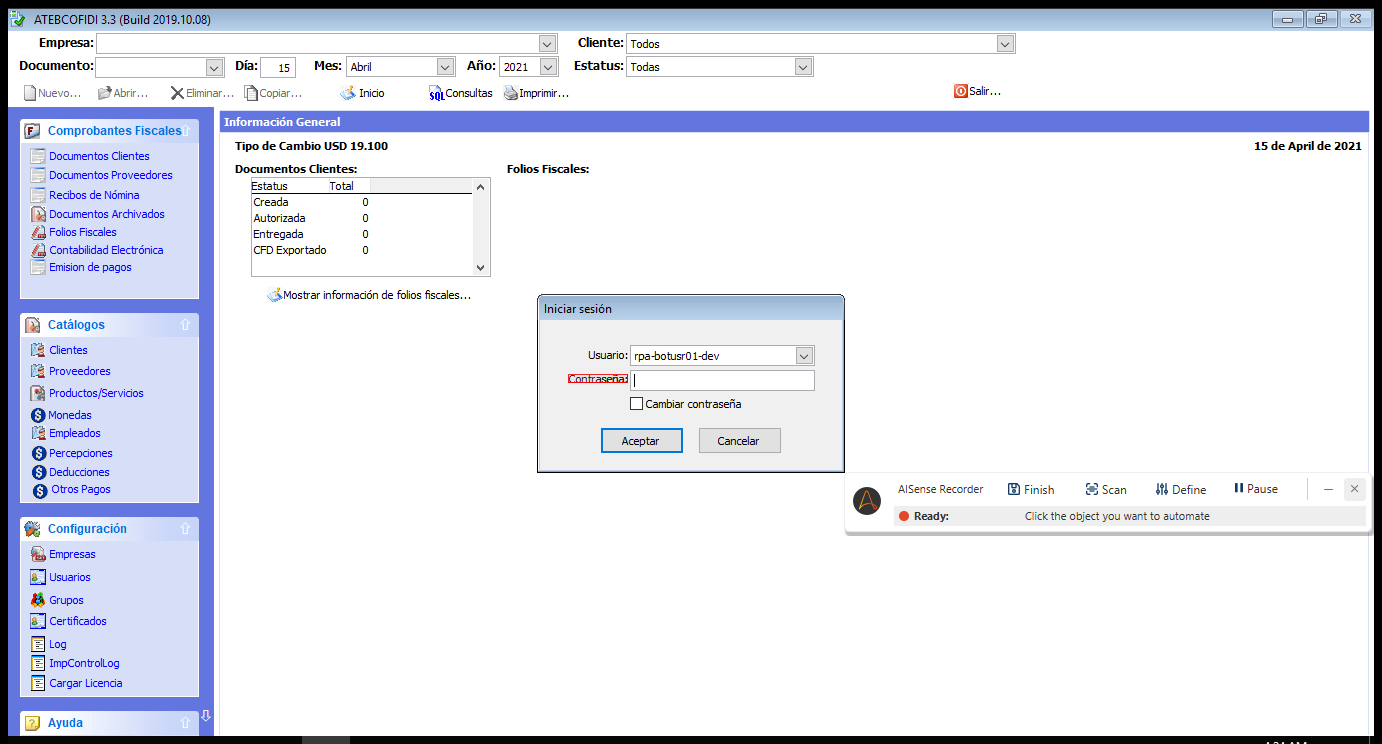 ATEBCOFIDI 3.3 (Build 2019.10.08)
Empresa: Cliente: Todos
Documento: Día: 15 Mes: Abril Año: 2021 Estatus: Todas
Nuevo... Abrir... Eliminar... Copiar... Inicio SQL Consultas Imprimir... Salir...
Comprobantes Fiscales
Documentos Clientes
Documentos Proveedores
Recibos de Nómina
Documentos Archivados
Folios Fiscales
Contabilidad Electrónica
Emision de pagos
Catálogos
Clientes
Proveedores
Productos/Servicios
Monedas
Empleados
Percepciones
Deducciones
Otros Pagos
Configuración
Empresas
Usuarios
Grupos
Certificados
Log
ImpControlLog
Cargar Licencia
Ayuda
Información General
Tipo de Cambio USD 19.100 15 de April de 2021
Documentos Clientes: Folios Fiscales:
Estatus Total
Creada 0
Autorizada 0
Entregada 0
CFD Exportado 0
Mostrar información de folios fiscales...
Iniciar sesión
Usuario: rpa-botusr01-dev
Contraseña:
Cambiar contraseña
Aceptar Cancelar
AISense Recorder Finish Scan Define Pause
Ready: Click the object you want to automate